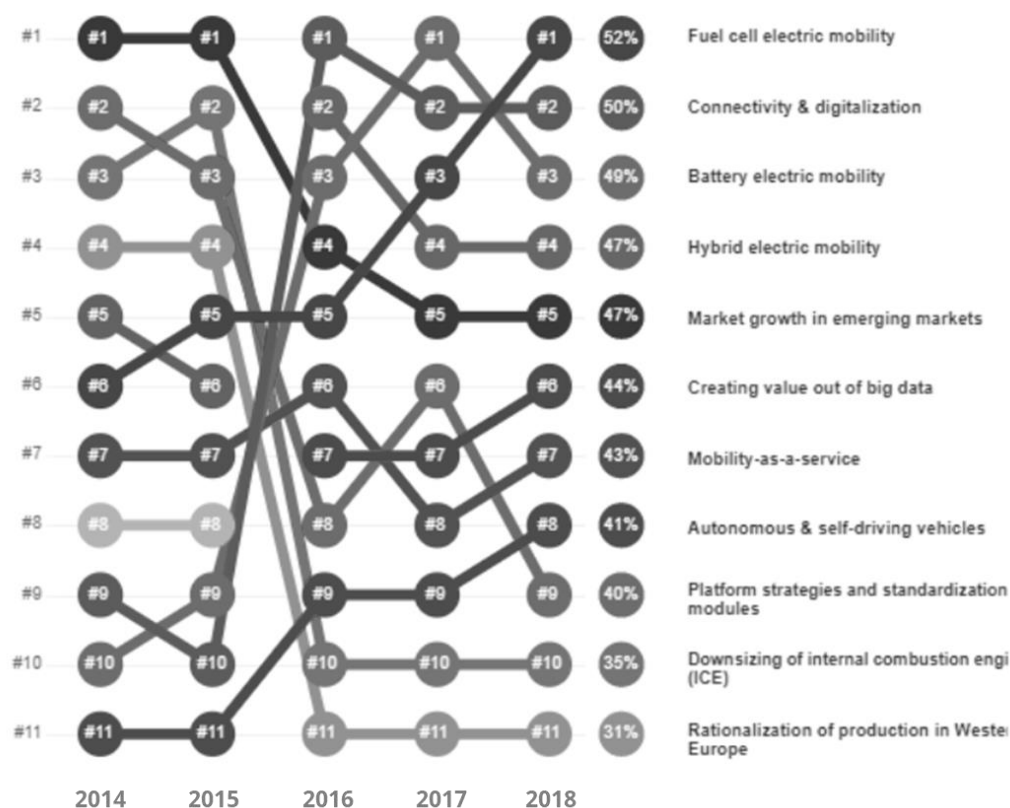 #1 #1 #1 #1 #1 #1 52% Fuel cell electric mobility
#2 #2 #2 #2 #2 #2 50% Connectivity & digitalization
#3 #3 #3 #3 #3 #3 49% Battery electric mobility
#4 #4 #4 #4 #4 #4 47% Hybrid electric mobility
#5 #5 #5 #5 #5 #5 47% Market growth in emerging markets
#6 #6 #6 #6 #6 #6 44% Creating value out of big data
#7 #7 #7 #7 #7 #7 43% Mobility-as-a-service
#8 #8 #8 #8 #8 #8 41% Autonomous & self-driving vehicles
#9 #9 #9 #9 #9 #9 40% Platform strategies and standardization
modules
#10 #10 #10 #10 #10 #10 35% Downsizing of internal combustion engi
(ICE)
#11 #11 #11 #11 #11 #11 31% Rationalization of production in Weste
Europe
2014 2015 2016 2017 2018